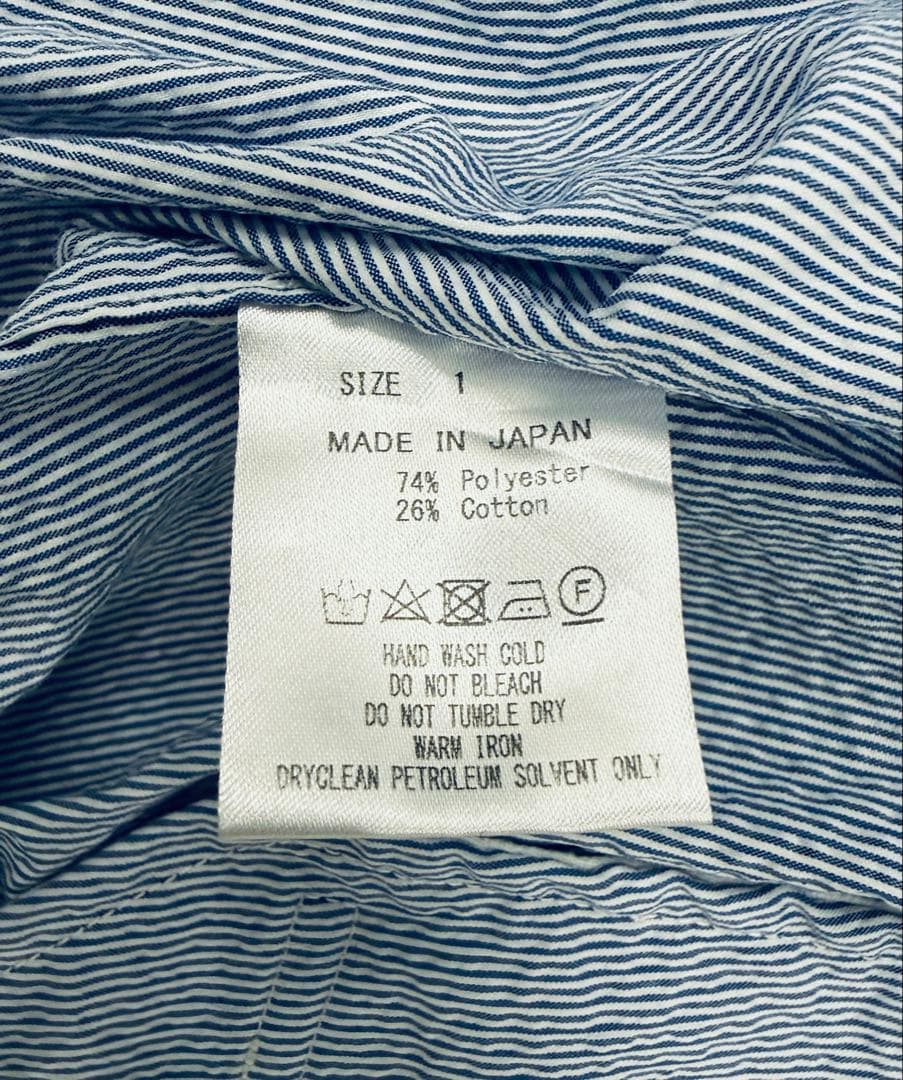 SIZE 1
MADE IN JAPAN
74% Polyester
26% Cotton
F
HAND WASH COLD
DO NOT BLEACH
DO NOT TUMBLE DRY
WARM IRON
DRYCLEAN PETROLEUM SOLVENT ONLY